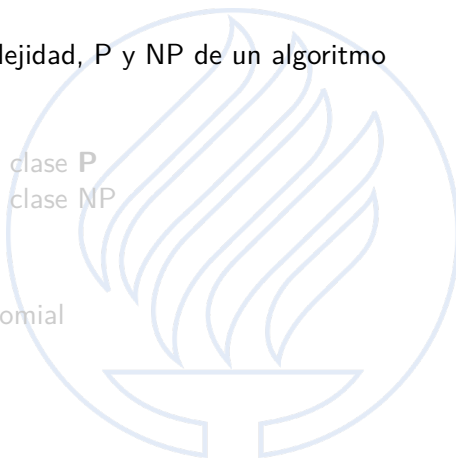 lejidad, P y NP de un algoritmo
clase P
clase NP
omial